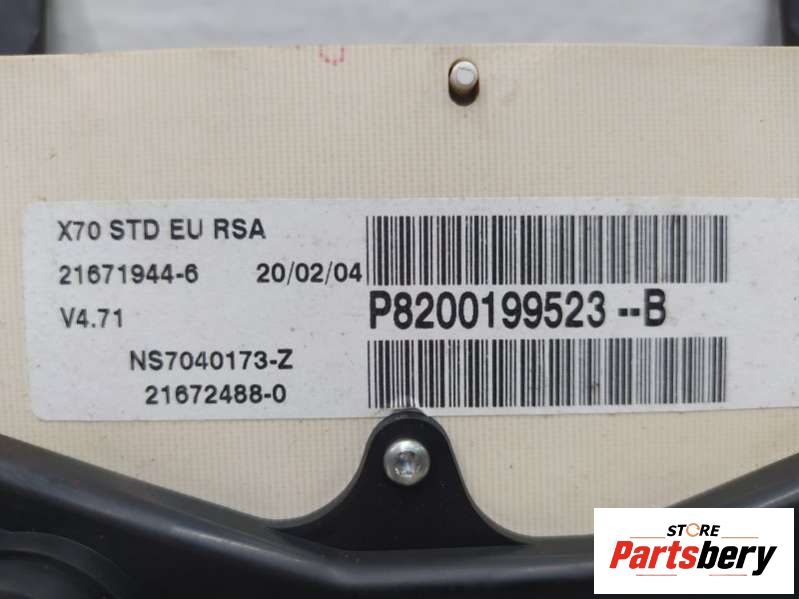 X70 STD EU RSA
21671944-6 20/02/04
V4.71
P8200199523--B
NS7040173-Z
21672488-0
STORE
Partsbery